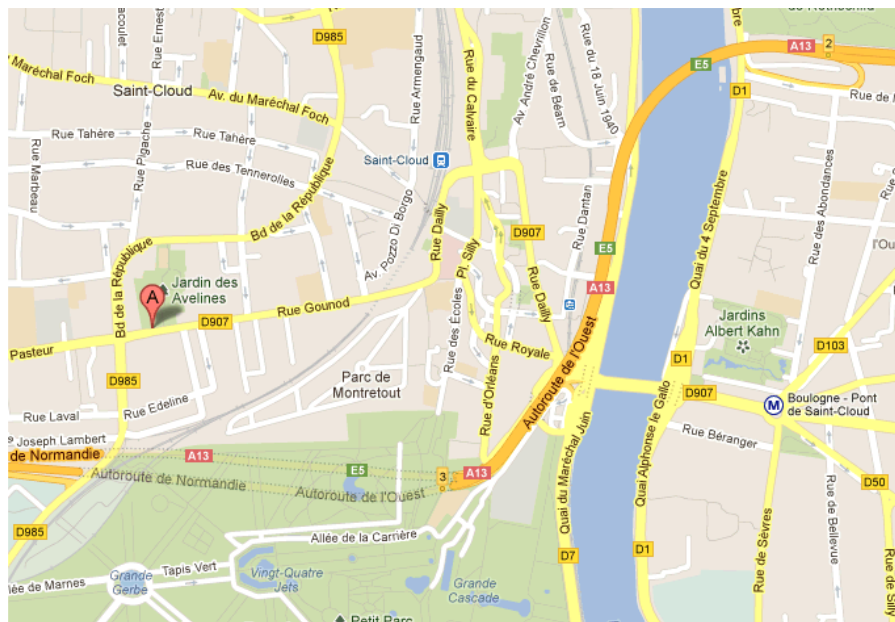 Racoulet
Rue Ernest
D985
de Rothschild
Septembre
A13
2
E5
D1
Maréchal Foch
Saint-Cloud
Av. du Maréchal Foch
Rue Armengaud
Rue du Calvaire
Av. André Chevrillon
Rue de Béarn
Rue du 18 Juin 1940
Rue Tahère
Rue Tahère
Rue Pigache
Rue des Tennerolles
Rue Marbeau
Saint-Cloud
Bd de la République
Bd de la République
Av. Pozzo Di Borgo
Rue Dailly
Pl. Silly
D907
Rue Dantan
E5
Quai du 4 Septembre
Rue des Abondances
A
Jardin des
Avelines
Rue Gounod
D907
Pasteur
Rue des Écoles
Rue Dailly
Rue Royale
A13
Jardins
Albert Kahn
D103
D1
D985
Parc de
Montretout
Rue d'Orléans
Autoroute de l'Ouest
D907
M
Boulogne - Pont
de Saint-Cloud
Rue Laval
Rue Edeline
Joseph Lambert
de Normandie
A13
E5
3
A13
Autoroute de Normandie
Autoroute de l'Ouest
Quai du Maréchal Juin
Quai Alphonse le Gallo
Rue Béranger
D50
D985
Allée de la Carrière
D7
D1
Rue de Sèvres
Rue de Bellevue
Rue de Silly
Tapis Vert
Allée de Marnes
Grande
Gerbe
Vingt-Quatre
Jets
Grande
Cascade
Petit Parc